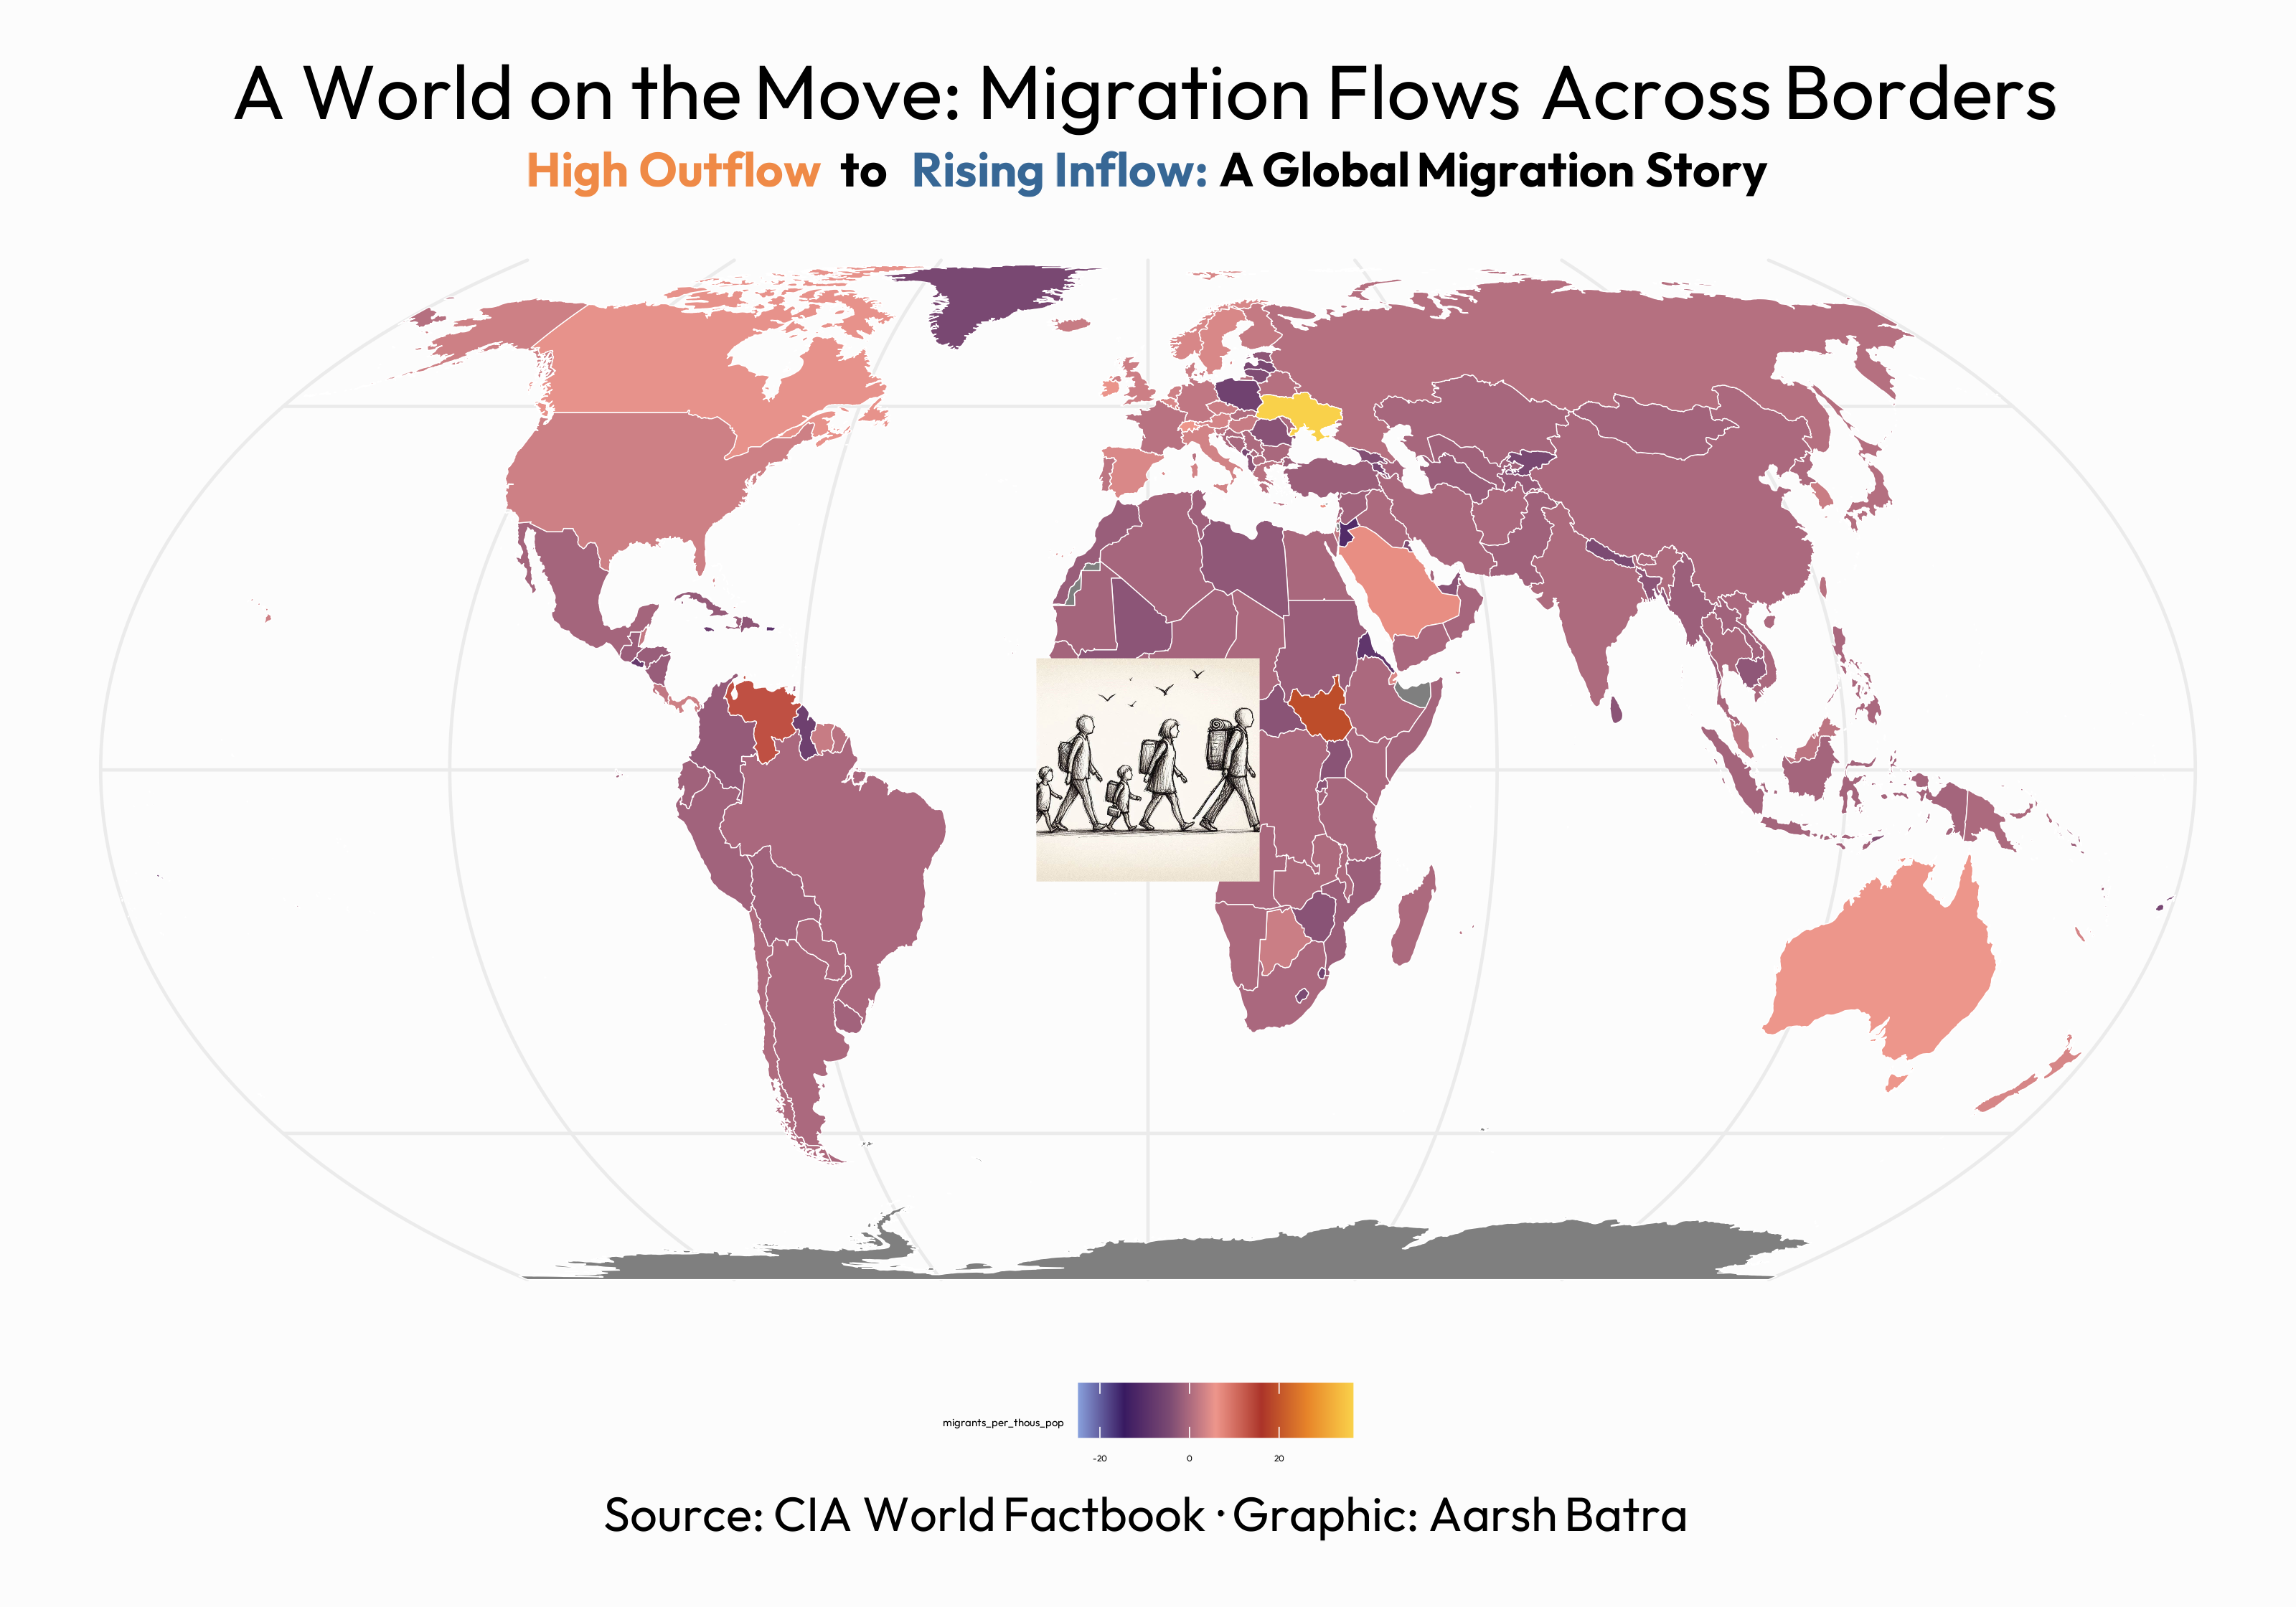 A World on the Move: Migration Flows Across Borders
High Outflow to Rising Inflow: A Global Migration Story
migrants_per_thous_pop
-20 0 20
Source: CIA World Factbook · Graphic: Aarsh Batra